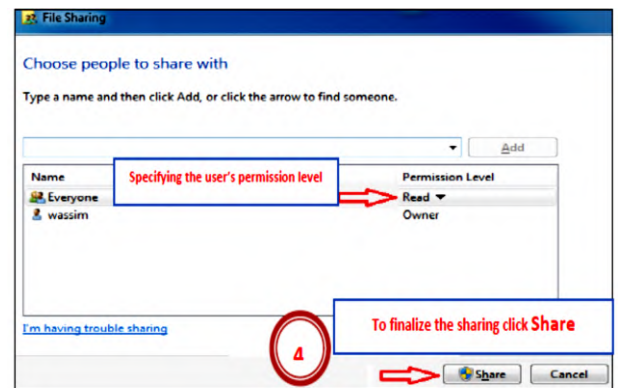 File Sharing
Choose people to share with
Type a name and then click Add, or click the arrow to find someone.
Add
Name
Permission Level
Specifying the user's permission level
Everyone
Read
wassim
Owner
I'm having trouble sharing
To finalize the sharing click Share
4
Share
Cancel